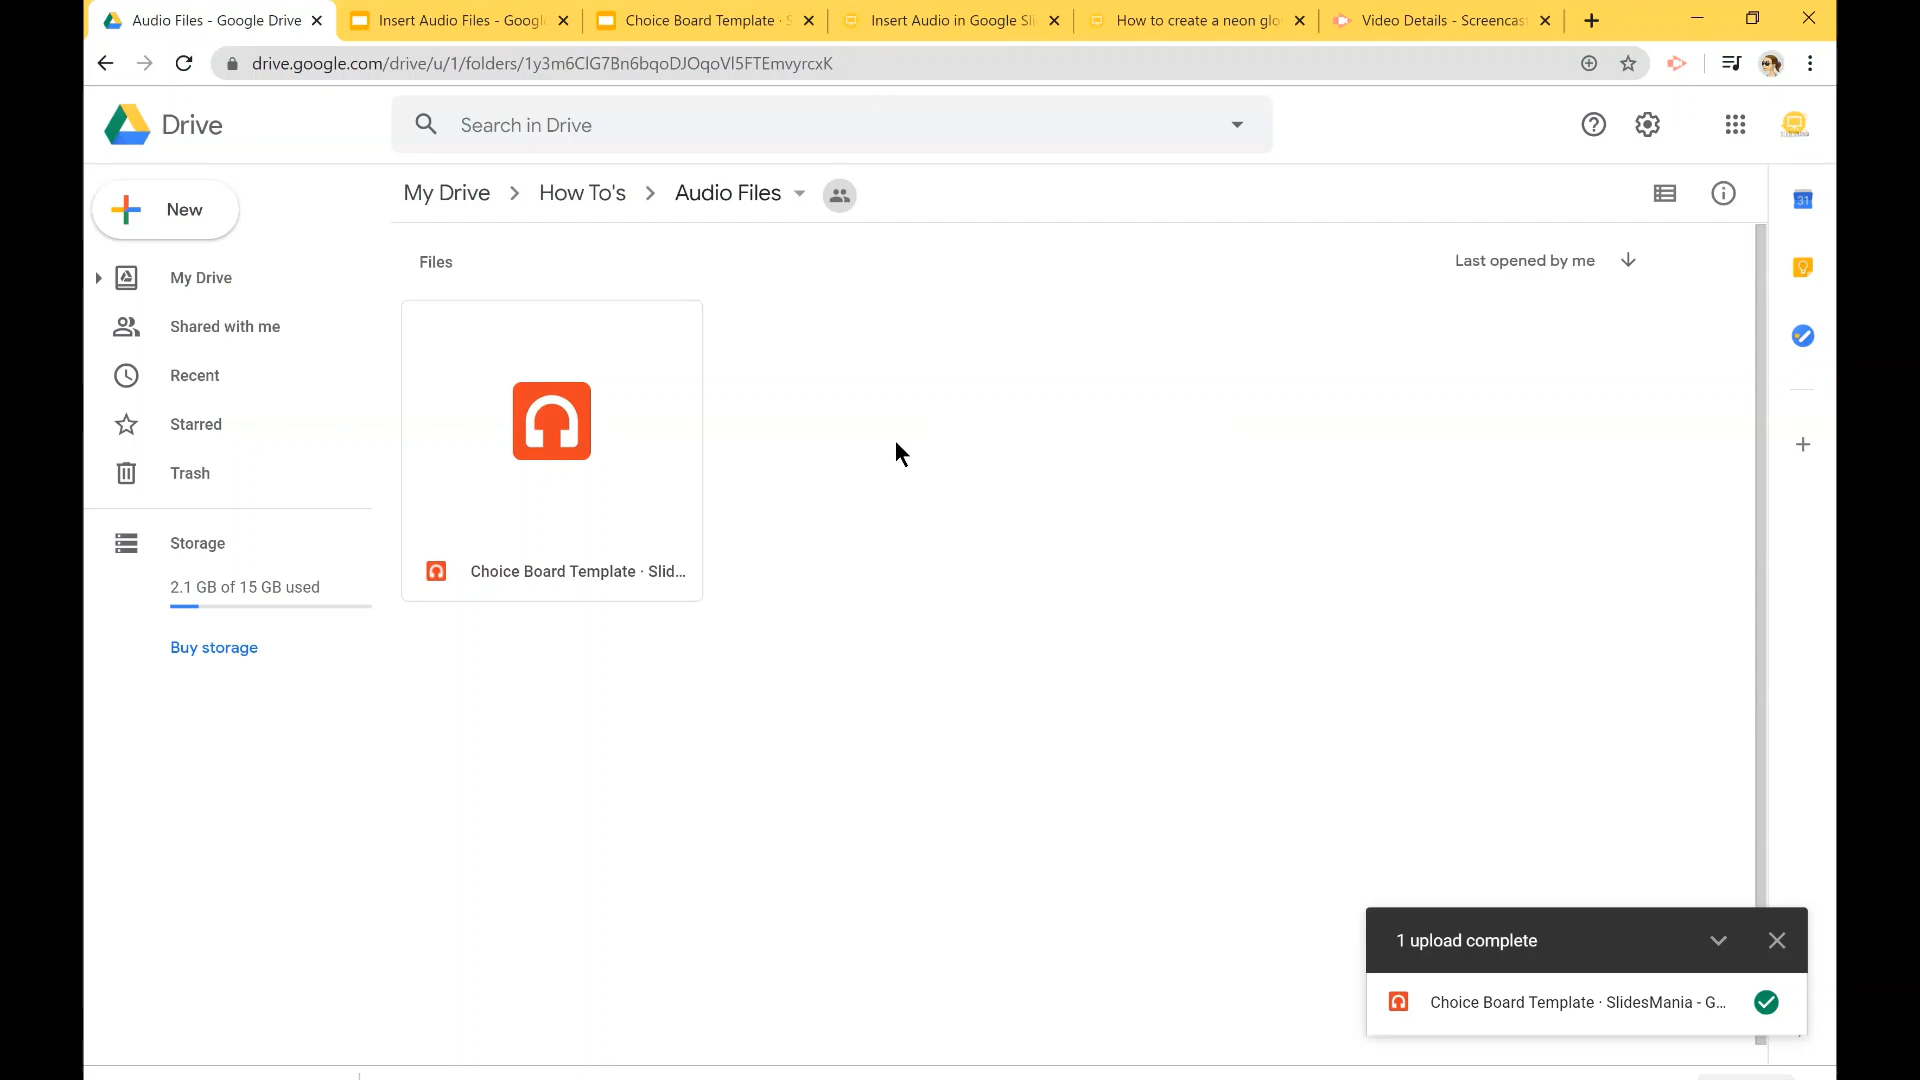 Audio Files - Google Drive
Insert Audio Files - Googl
Choice Board Template · S
Insert Audio in Google Sli
How to create a neon glo
Video Details - Screencas
drive.google.com/drive/u/1/folders/1y3m6ClG7Bn6bqoDJOqoVl5FTEmvyrcxK
Drive
Search in Drive
New
My Drive
How To's
Audio Files
31
Files
Last opened by me
My Drive
Shared with me
Recent
Starred
Trash
Storage
2.1 GB of 15 GB used
Buy storage
Choice Board Template · Slid...
1 upload complete
Choice Board Template · SlidesMania - G...